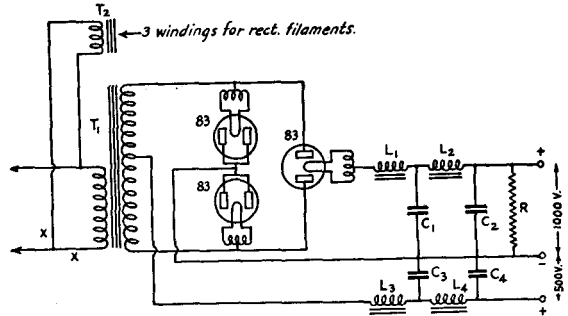 T2
3 windings for rect. filaments.
T1
83
83
83
L1
L2
+
C1
C2
R
1000 V.
X
X
-
C3
C4
500 V.
L3
L4
+